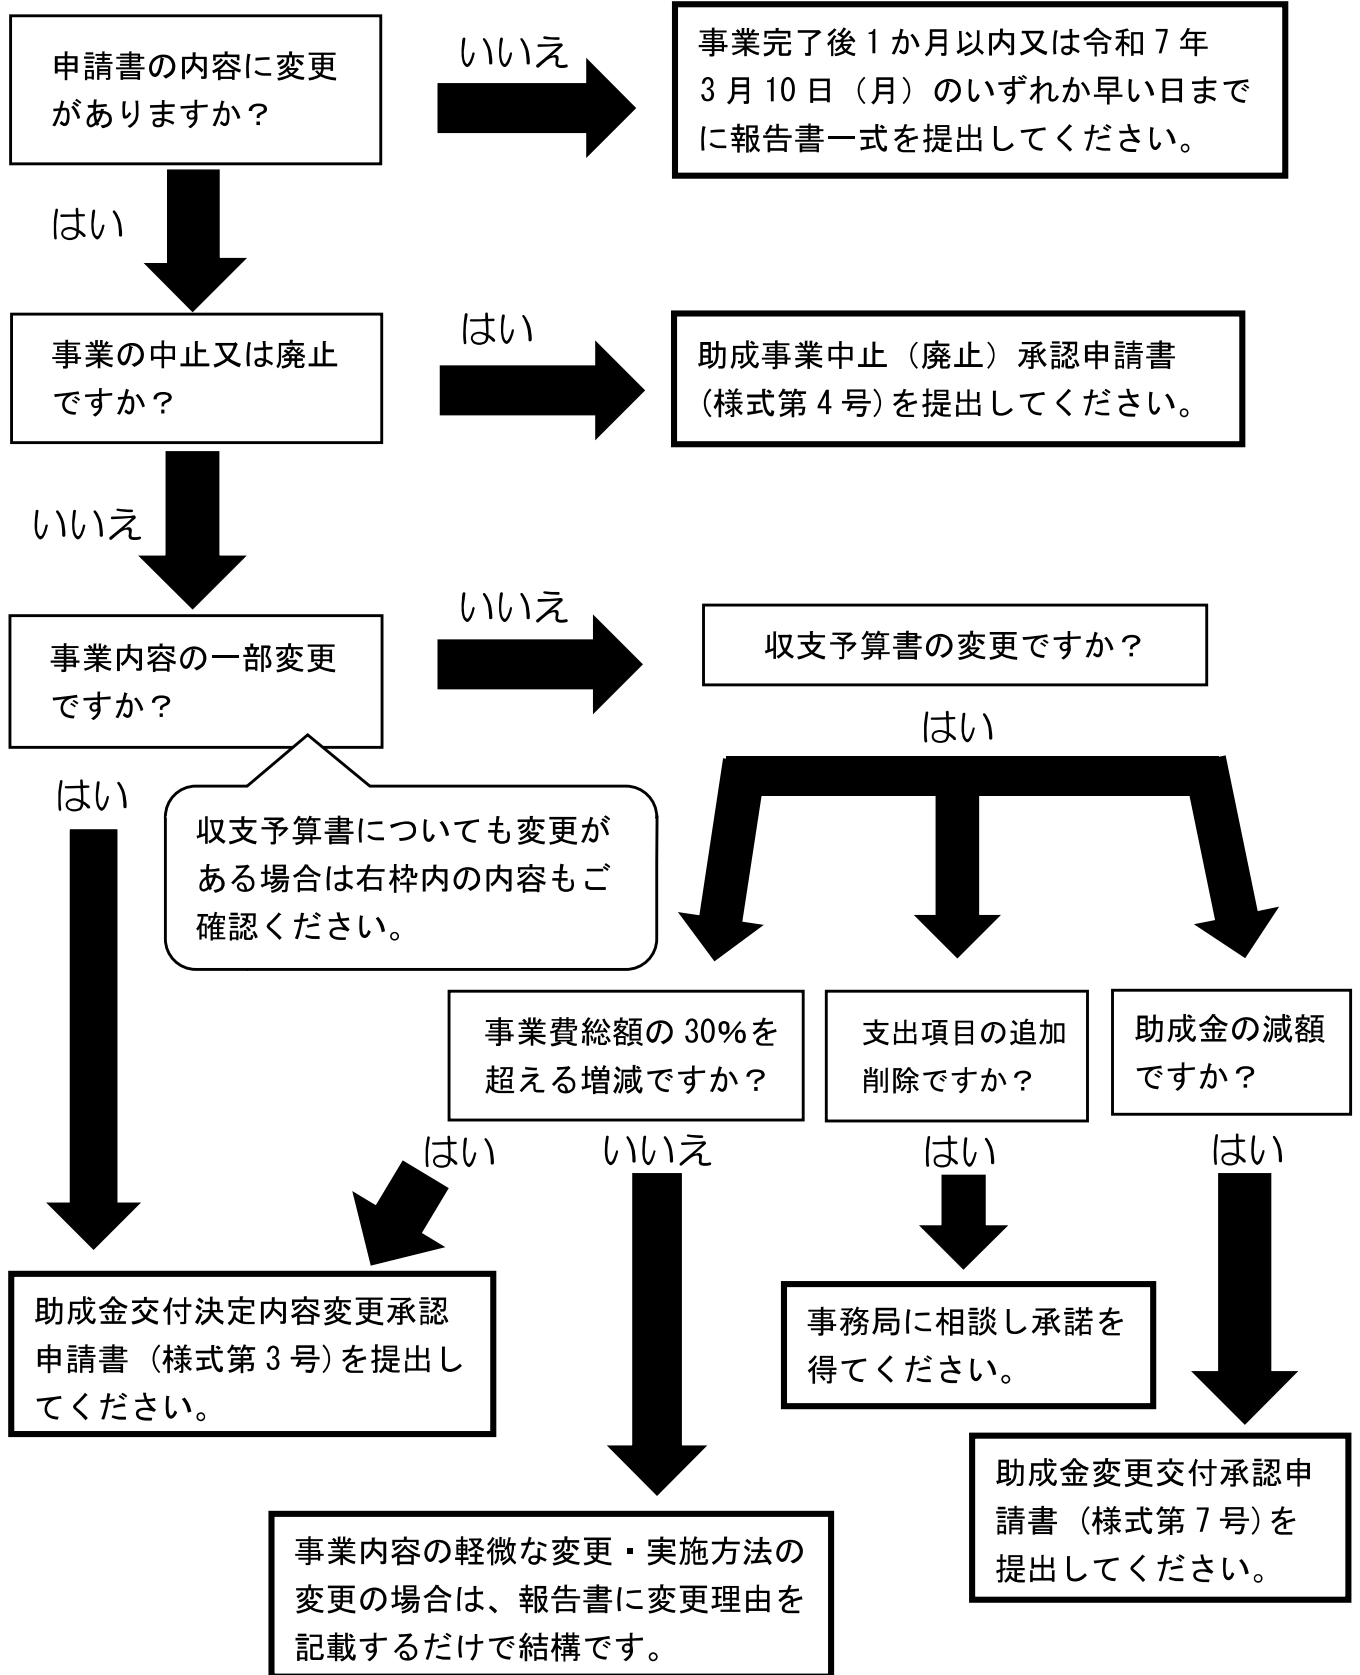 申請書の内容に変更
がありますか？
いいえ
事業完了後１か月以内又は令和７年
３月10日（月）のいずれか早い日まで
に報告書一式を提出してください。
はい
事業の中止又は廃止
ですか？
はい
助成事業中止（廃止）承認申請書
(様式第４号)を提出してください。
いいえ
事業内容の一部変更
ですか？
いいえ
収支予算書の変更ですか？
はい
はい
収支予算書についても変更が
ある場合は右枠内の内容もご
確認ください。
事業費総額の30％を
超える増減ですか？
支出項目の追加
削除ですか？
助成金の減額
ですか？
はい
いいえ
はい
はい
助成金交付決定内容変更承認
申請書（様式第３号)を提出し
てください。
事務局に相談し承諾を
得てください。
助成金変更交付承認申
請書（様式第７号)を
提出してください。
事業内容の軽微な変更・実施方法の
変更の場合は、報告書に変更理由を
記載するだけで結構です。